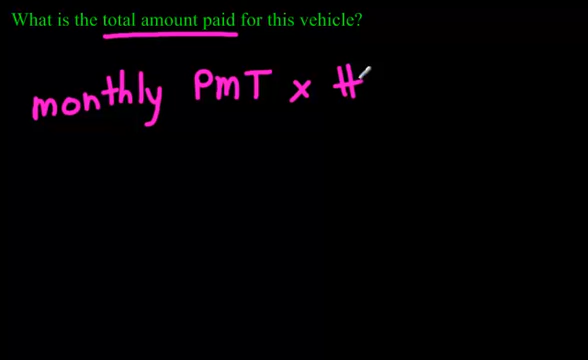 What is the total amount paid for this vehicle?
monthly PmT x #